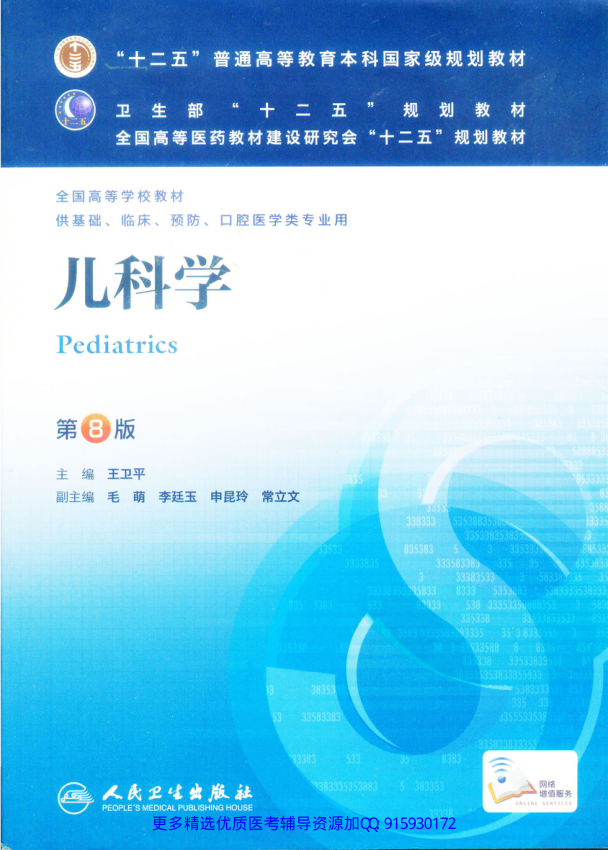 “十二五”普通高等教育本科国家级规划教材
十二五
卫生部“十二五”规划教材
全国高等医药教材建设研究会“十二五”规划教材
全国高等学校教材
供基础、临床、预防、口腔医学类专业用
儿科学
Pediatrics
第8版
主 编 王卫平
副主编 毛 萌 李廷玉 申昆玲 常立文
网络
增值服务
ONLINE SERVICES
人民卫生出版社
PEOPLE'S MEDICAL PUBLISHING HOUSE
更多精选优质医考辅导资源加QQ 915930172